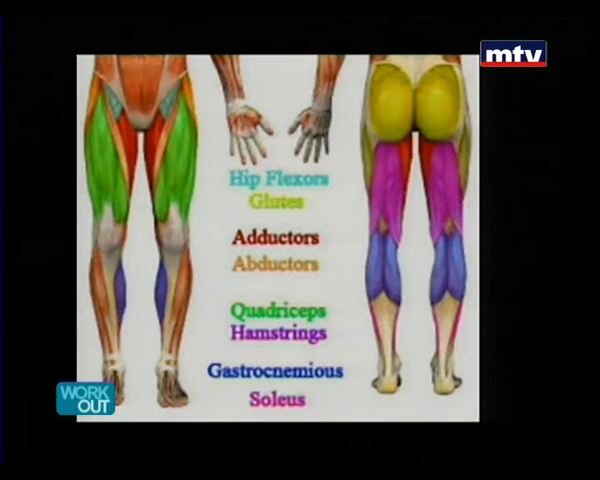 mtv
Hip Flexors
Glutes
Adductors
Abductors
Quadriceps
Hamstrings
Gastrocnemious
Soleus
WORK
OUT